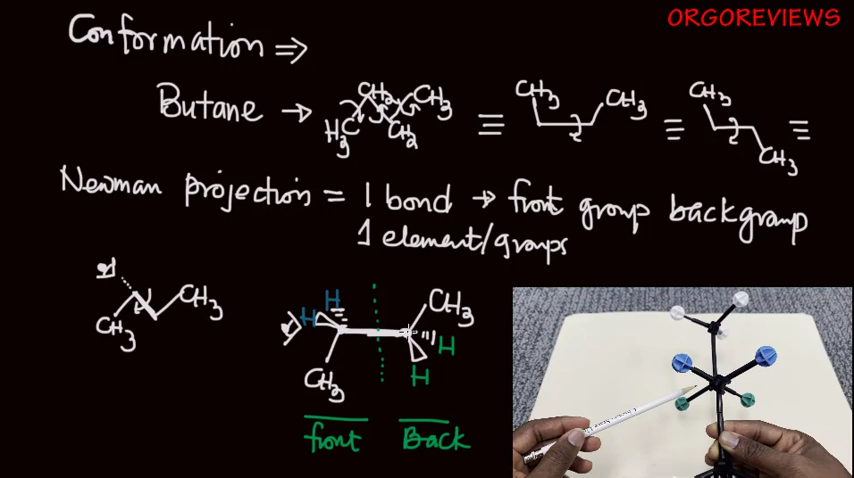 ORGOREVIEWS
Conformation ⇒
Butane → H3C CH2 CH2 CH3 ≡ CH3 CH3 ≡ CH3 CH3 ≡
Newman projection = 1 bond → front group back gramp
1 element/groups
CH3 CH3
H H CH3
H
CH3 H
front Back